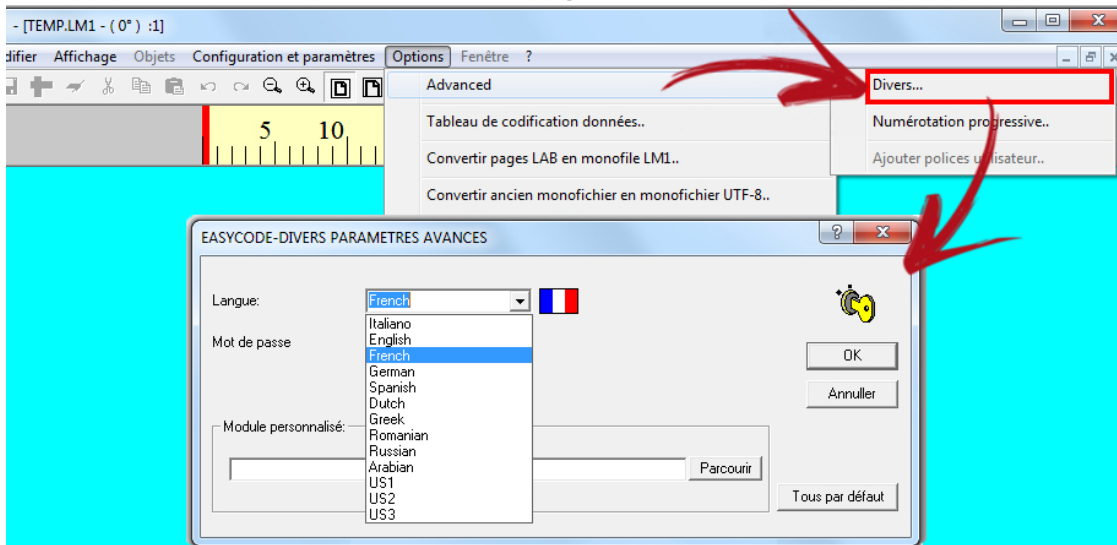 - [TEMP.LM1 - ( 0° ) :1]
difier Affichage Objets Configuration et paramètres Options Fenêtre ?
Advanced
Divers...
5 10
Tableau de codification données..
Numérotation progressive..
Convertir pages LAB en monofile LM1..
Ajouter polices utilisateur..
Convertir ancien monofichier en monofichier UTF-8..
EASYCODE-DIVERS PARAMETRES AVANCES
Langue:
French
Italiano
Mot de passe
English
French
OK
German
Spanish
Annuller
Dutch
Greek
Module personnalisé:
Romanian
Russian
Arabian
Parcourir
US1
US2
Tous par défaut
US3